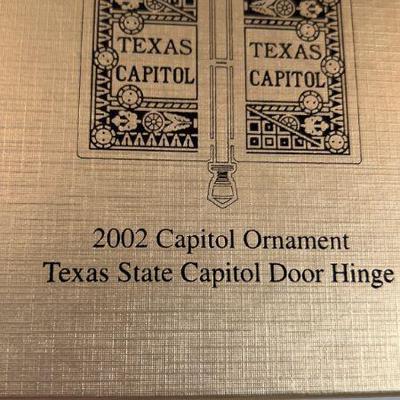 TEXAS TEXAS
CAPITOL CAPITOL
2002 Capitol Ornament
Texas State Capitol Door Hinge